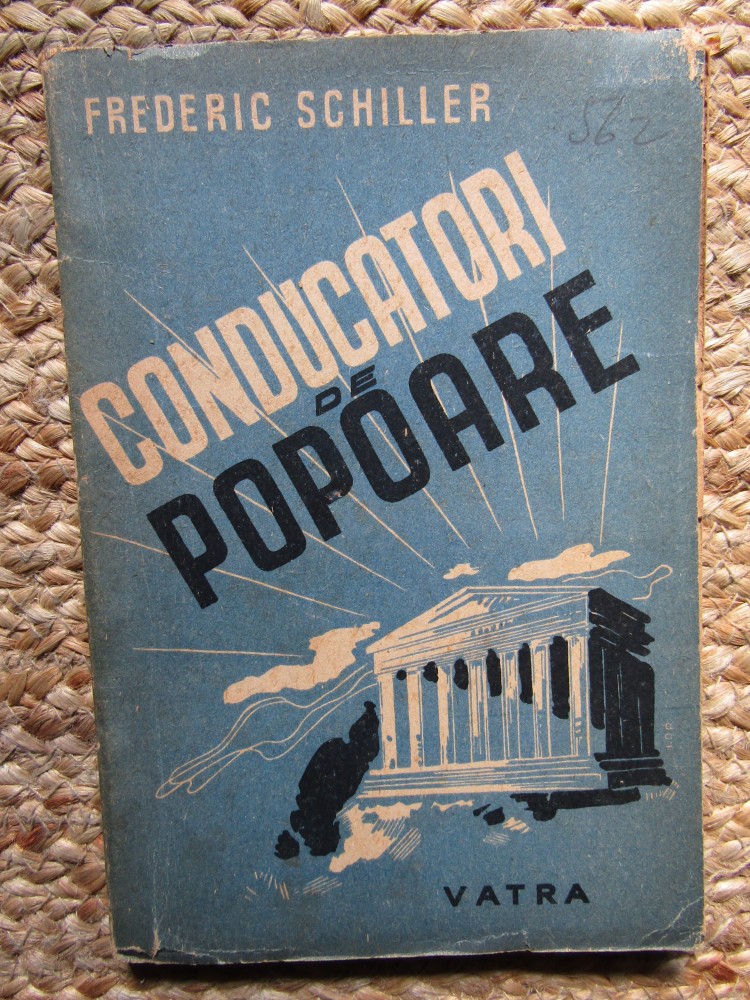 FREDERIC SCHILLER
562
CONDUCATORI
DE
POPOARE
VATRA